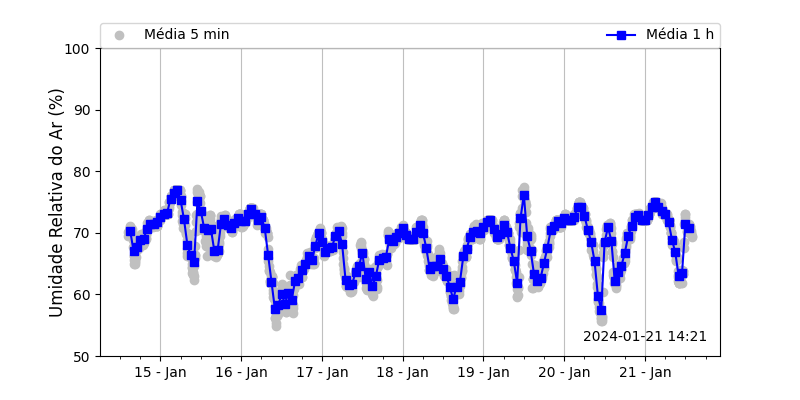 Média 5 min
Média 1 h
Umidade Relativa do Ar (%)
100
90
80
70
60
50
2024-01-21 14:21
15 - Jan
16 - Jan
17 - Jan
18 - Jan
19 - Jan
20 - Jan
21 - Jan